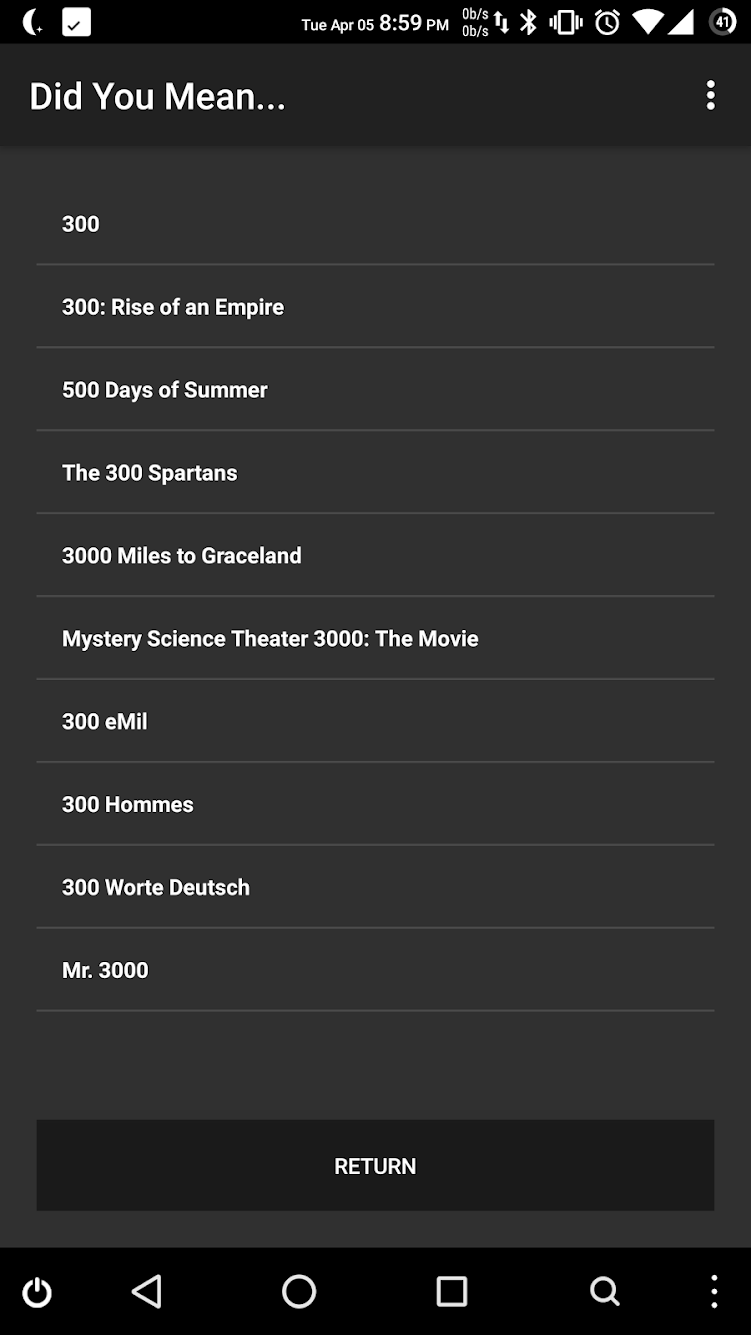 Tue Apr 05 8:59 PM
0b/s
0b/s
41
Did You Mean...
300
300: Rise of an Empire
500 Days of Summer
The 300 Spartans
3000 Miles to Graceland
Mystery Science Theater 3000: The Movie
300 eMil
300 Hommes
300 Worte Deutsch
Mr. 3000
RETURN